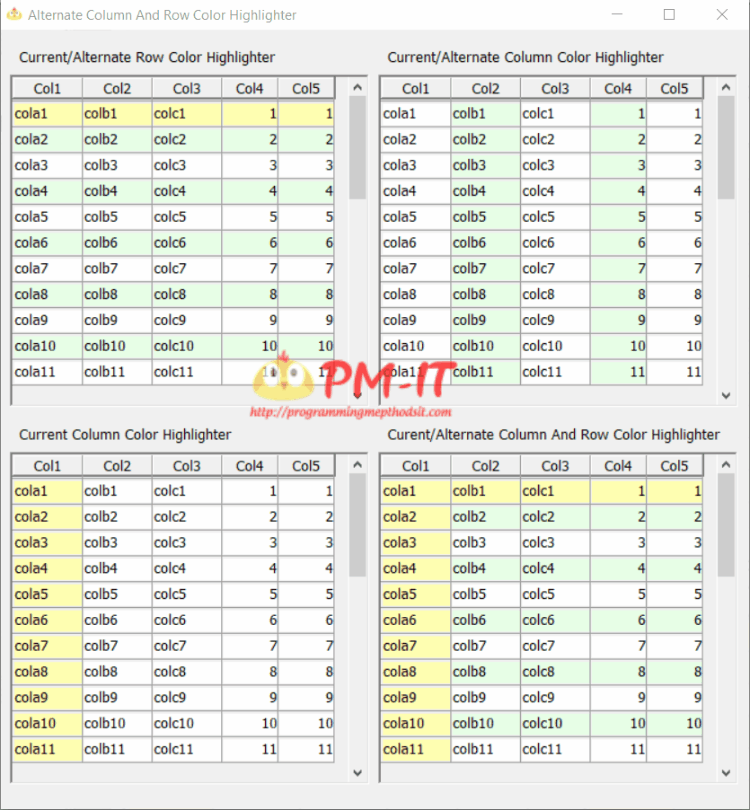 Alternate Column And Row Color Highlighter
Current/Alternate Row Color Highlighter
Col1 Col2 Col3 Col4 Col5
cola1 colb1 colc1 1 1
cola2 colb2 colc2 2 2
cola3 colb3 colc3 3 3
cola4 colb4 colc4 4 4
cola5 colb5 colc5 5 5
cola6 colb6 colc6 6 6
cola7 colb7 colc7 7 7
cola8 colb8 colc8 8 8
cola9 colb9 colc9 9 9
cola10 colb10 colc10 10 10
cola11 colb11 colc11 11 11
Current/Alternate Column Color Highlighter
Col1 Col2 Col3 Col4 Col5
cola1 colb1 colc1 1 1
cola2 colb2 colc2 2 2
cola3 colb3 colc3 3 3
cola4 colb4 colc4 4 4
cola5 colb5 colc5 5 5
cola6 colb6 colc6 6 6
cola7 colb7 colc7 7 7
cola8 colb8 colc8 8 8
cola9 colb9 colc9 9 9
cola10 colb10 colc10 10 10
cola11 colb11 colc11 11 11
PM-IT
http://programmingmepthodsit.com
Current Column Color Highlighter
Col1 Col2 Col3 Col4 Col5
cola1 colb1 colc1 1 1
cola2 colb2 colc2 2 2
cola3 colb3 colc3 3 3
cola4 colb4 colc4 4 4
cola5 colb5 colc5 5 5
cola6 colb6 colc6 6 6
cola7 colb7 colc7 7 7
cola8 colb8 colc8 8 8
cola9 colb9 colc9 9 9
cola10 colb10 colc10 10 10
cola11 colb11 colc11 11 11
Curent/Alternate Column And Row Color Highlighter
Col1 Col2 Col3 Col4 Col5
cola1 colb1 colc1 1 1
cola2 colb2 colc2 2 2
cola3 colb3 colc3 3 3
cola4 colb4 colc4 4 4
cola5 colb5 colc5 5 5
cola6 colb6 colc6 6 6
cola7 colb7 colc7 7 7
cola8 colb8 colc8 8 8
cola9 colb9 colc9 9 9
cola10 colb10 colc10 10 10
cola11 colb11 colc11 11 11